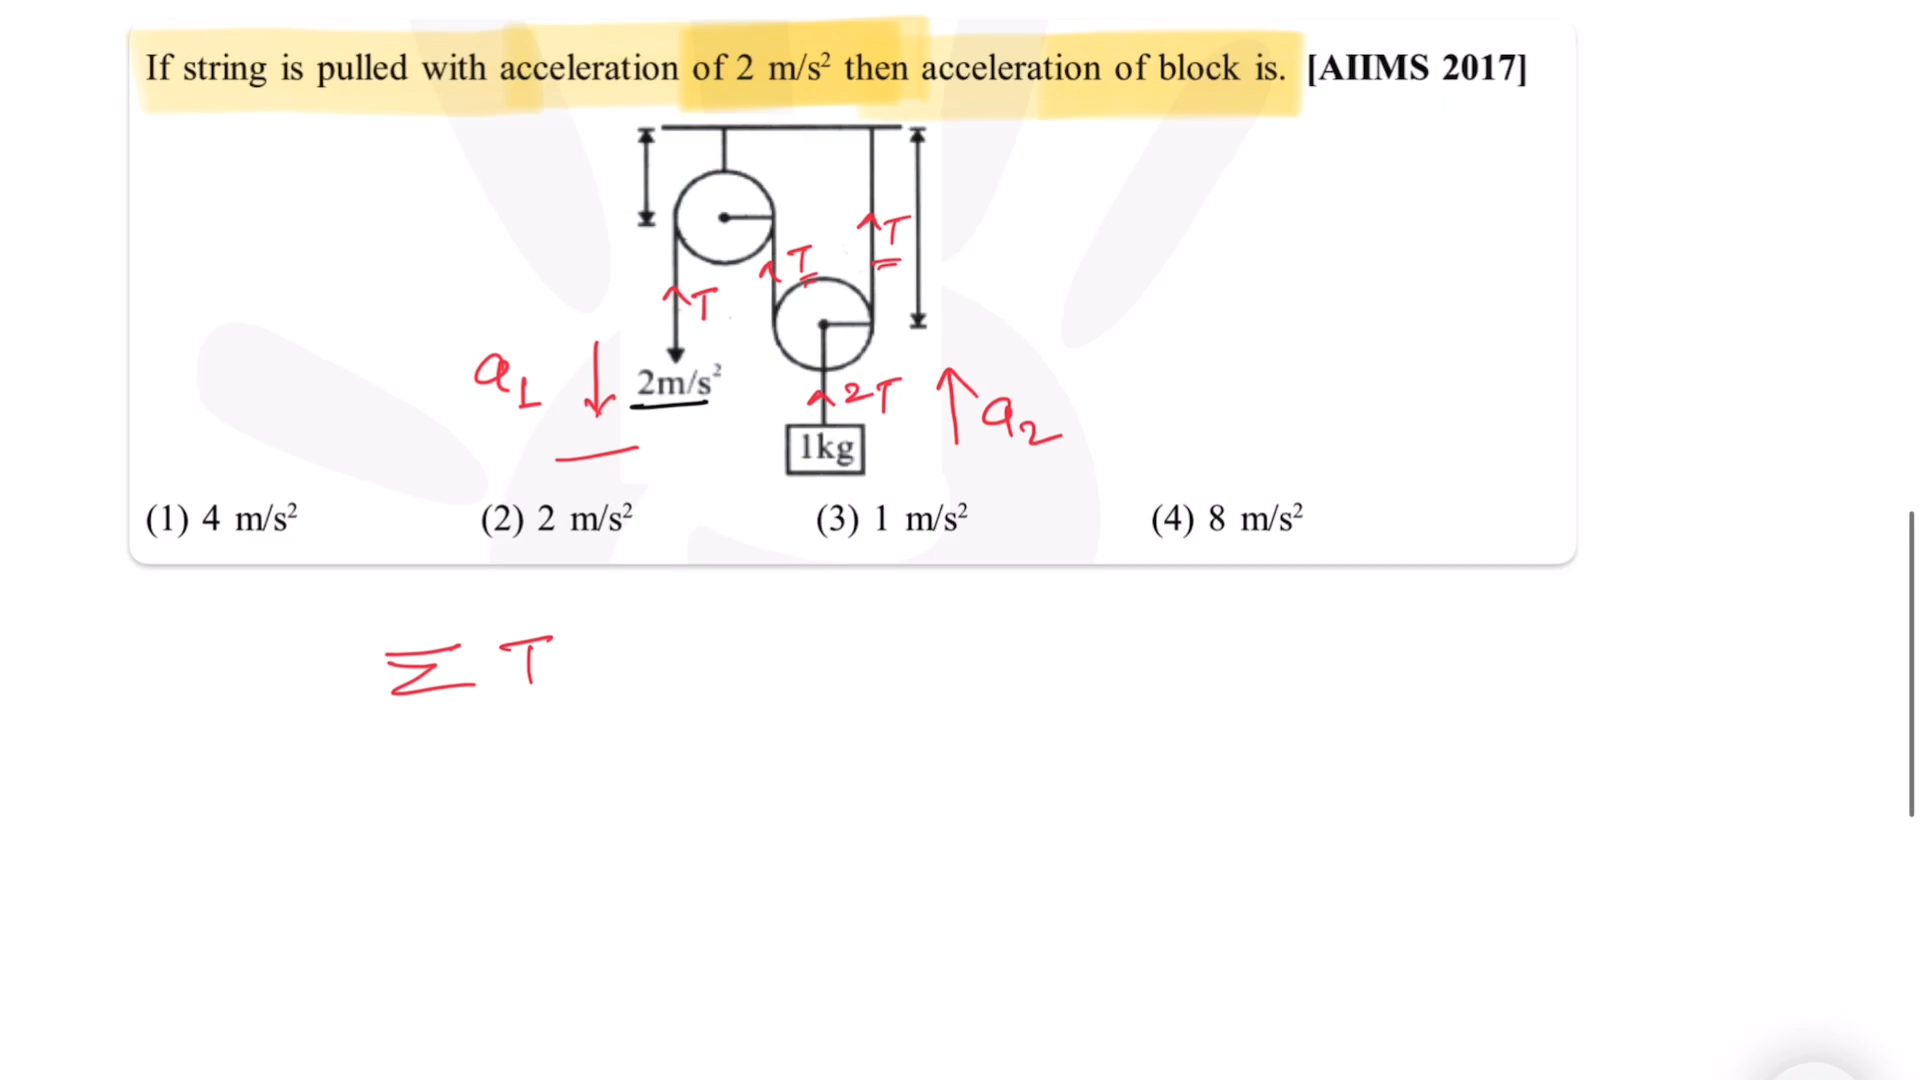 If string is pulled with acceleration of 2 m/s² then acceleration of block is. [AIIMS 2017]
T
T
T
a₁
2m/s²
2T
a₂
1kg
(1) 4 m/s² (2) 2 m/s² (3) 1 m/s² (4) 8 m/s²
Σ T